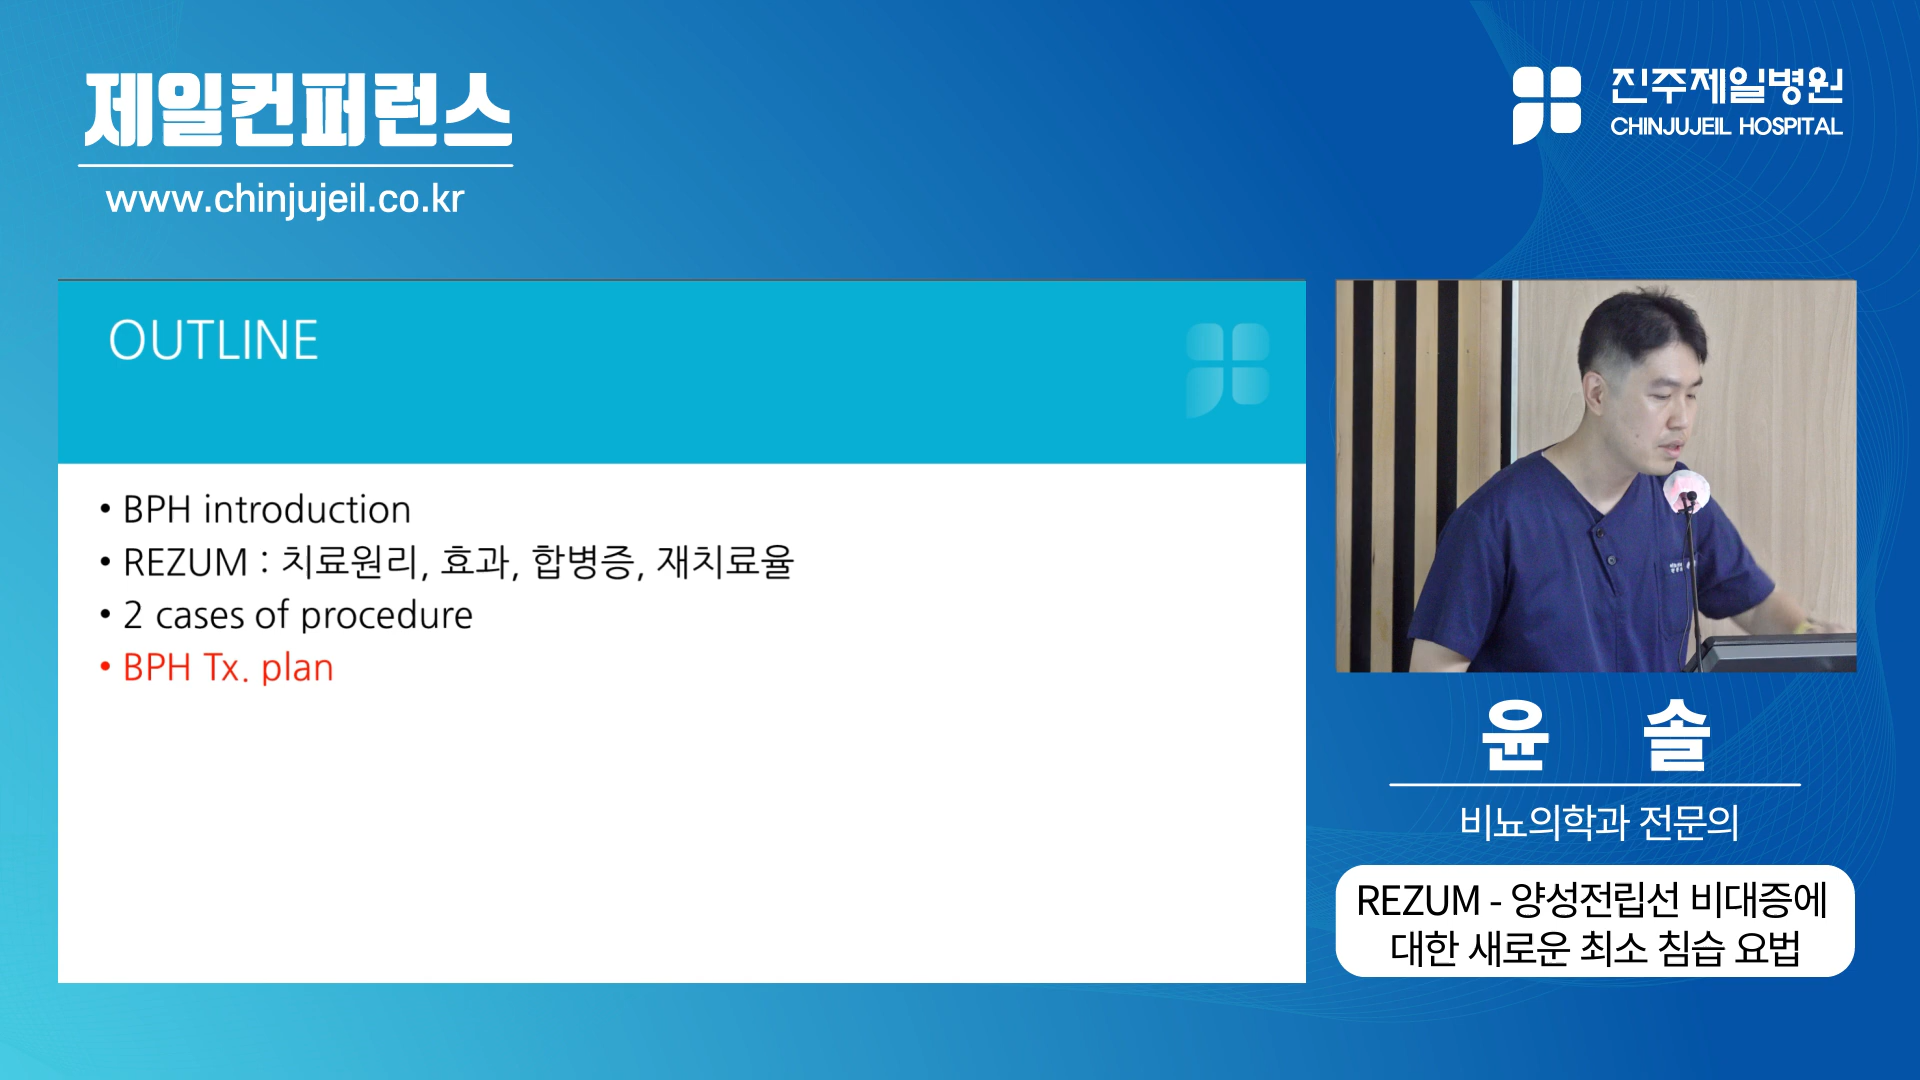 제일컨퍼런스
www.chinjujeil.co.kr
진주제일병원
CHINJUJEIL HOSPITAL
OUTLINE
• BPH introduction
• REZUM : 치료원리, 효과, 합병증, 재치료율
• 2 cases of procedure
• BPH Tx. plan
윤 솔
비뇨의학과 전문의
REZUM - 양성전립선 비대증에
대한 새로운 최소 침습 요법